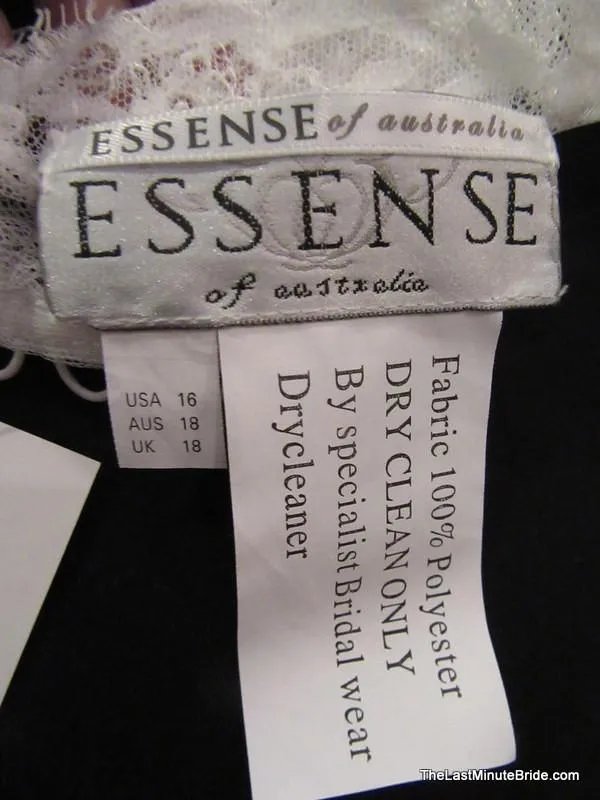 ESSENSE of australia
ESSENSE
of australia
USA 16
AUS 18
UK 18
Fabric 100% Polyester
DRY CLEAN ONLY
By specialist Bridal wear
Drycleaner
TheLastMinuteBride.com